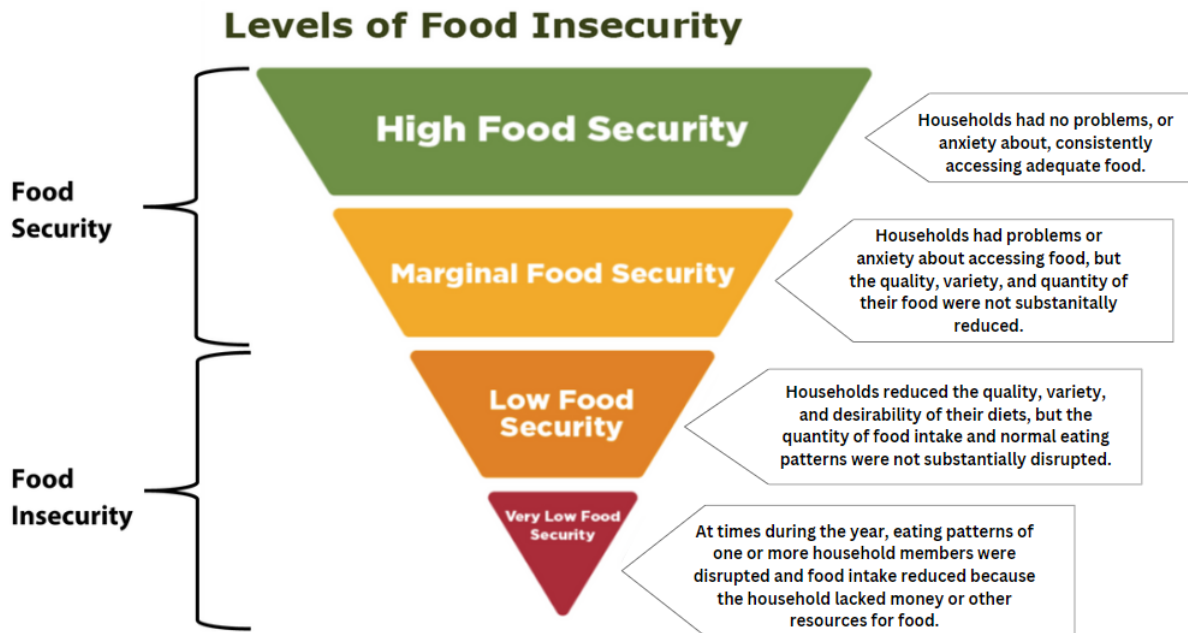 Levels of Food Insecurity
Food
Security
High Food Security
Households had no problems, or
anxiety about, consistently
accessing adequate food.
Marginal Food Security
Households had problems or
anxiety about accessing food, but
the quality, variety, and quantity of
their food were not substanitally
reduced.
Food
Insecurity
Low Food
Security
Households reduced the quality, variety,
and desirability of their diets, but the
quantity of food intake and normal eating
patterns were not substantially disrupted.
Very Low Food
Security
At times during the year, eating patterns of
one or more household members were
disrupted and food intake reduced because
the household lacked money or other
resources for food.